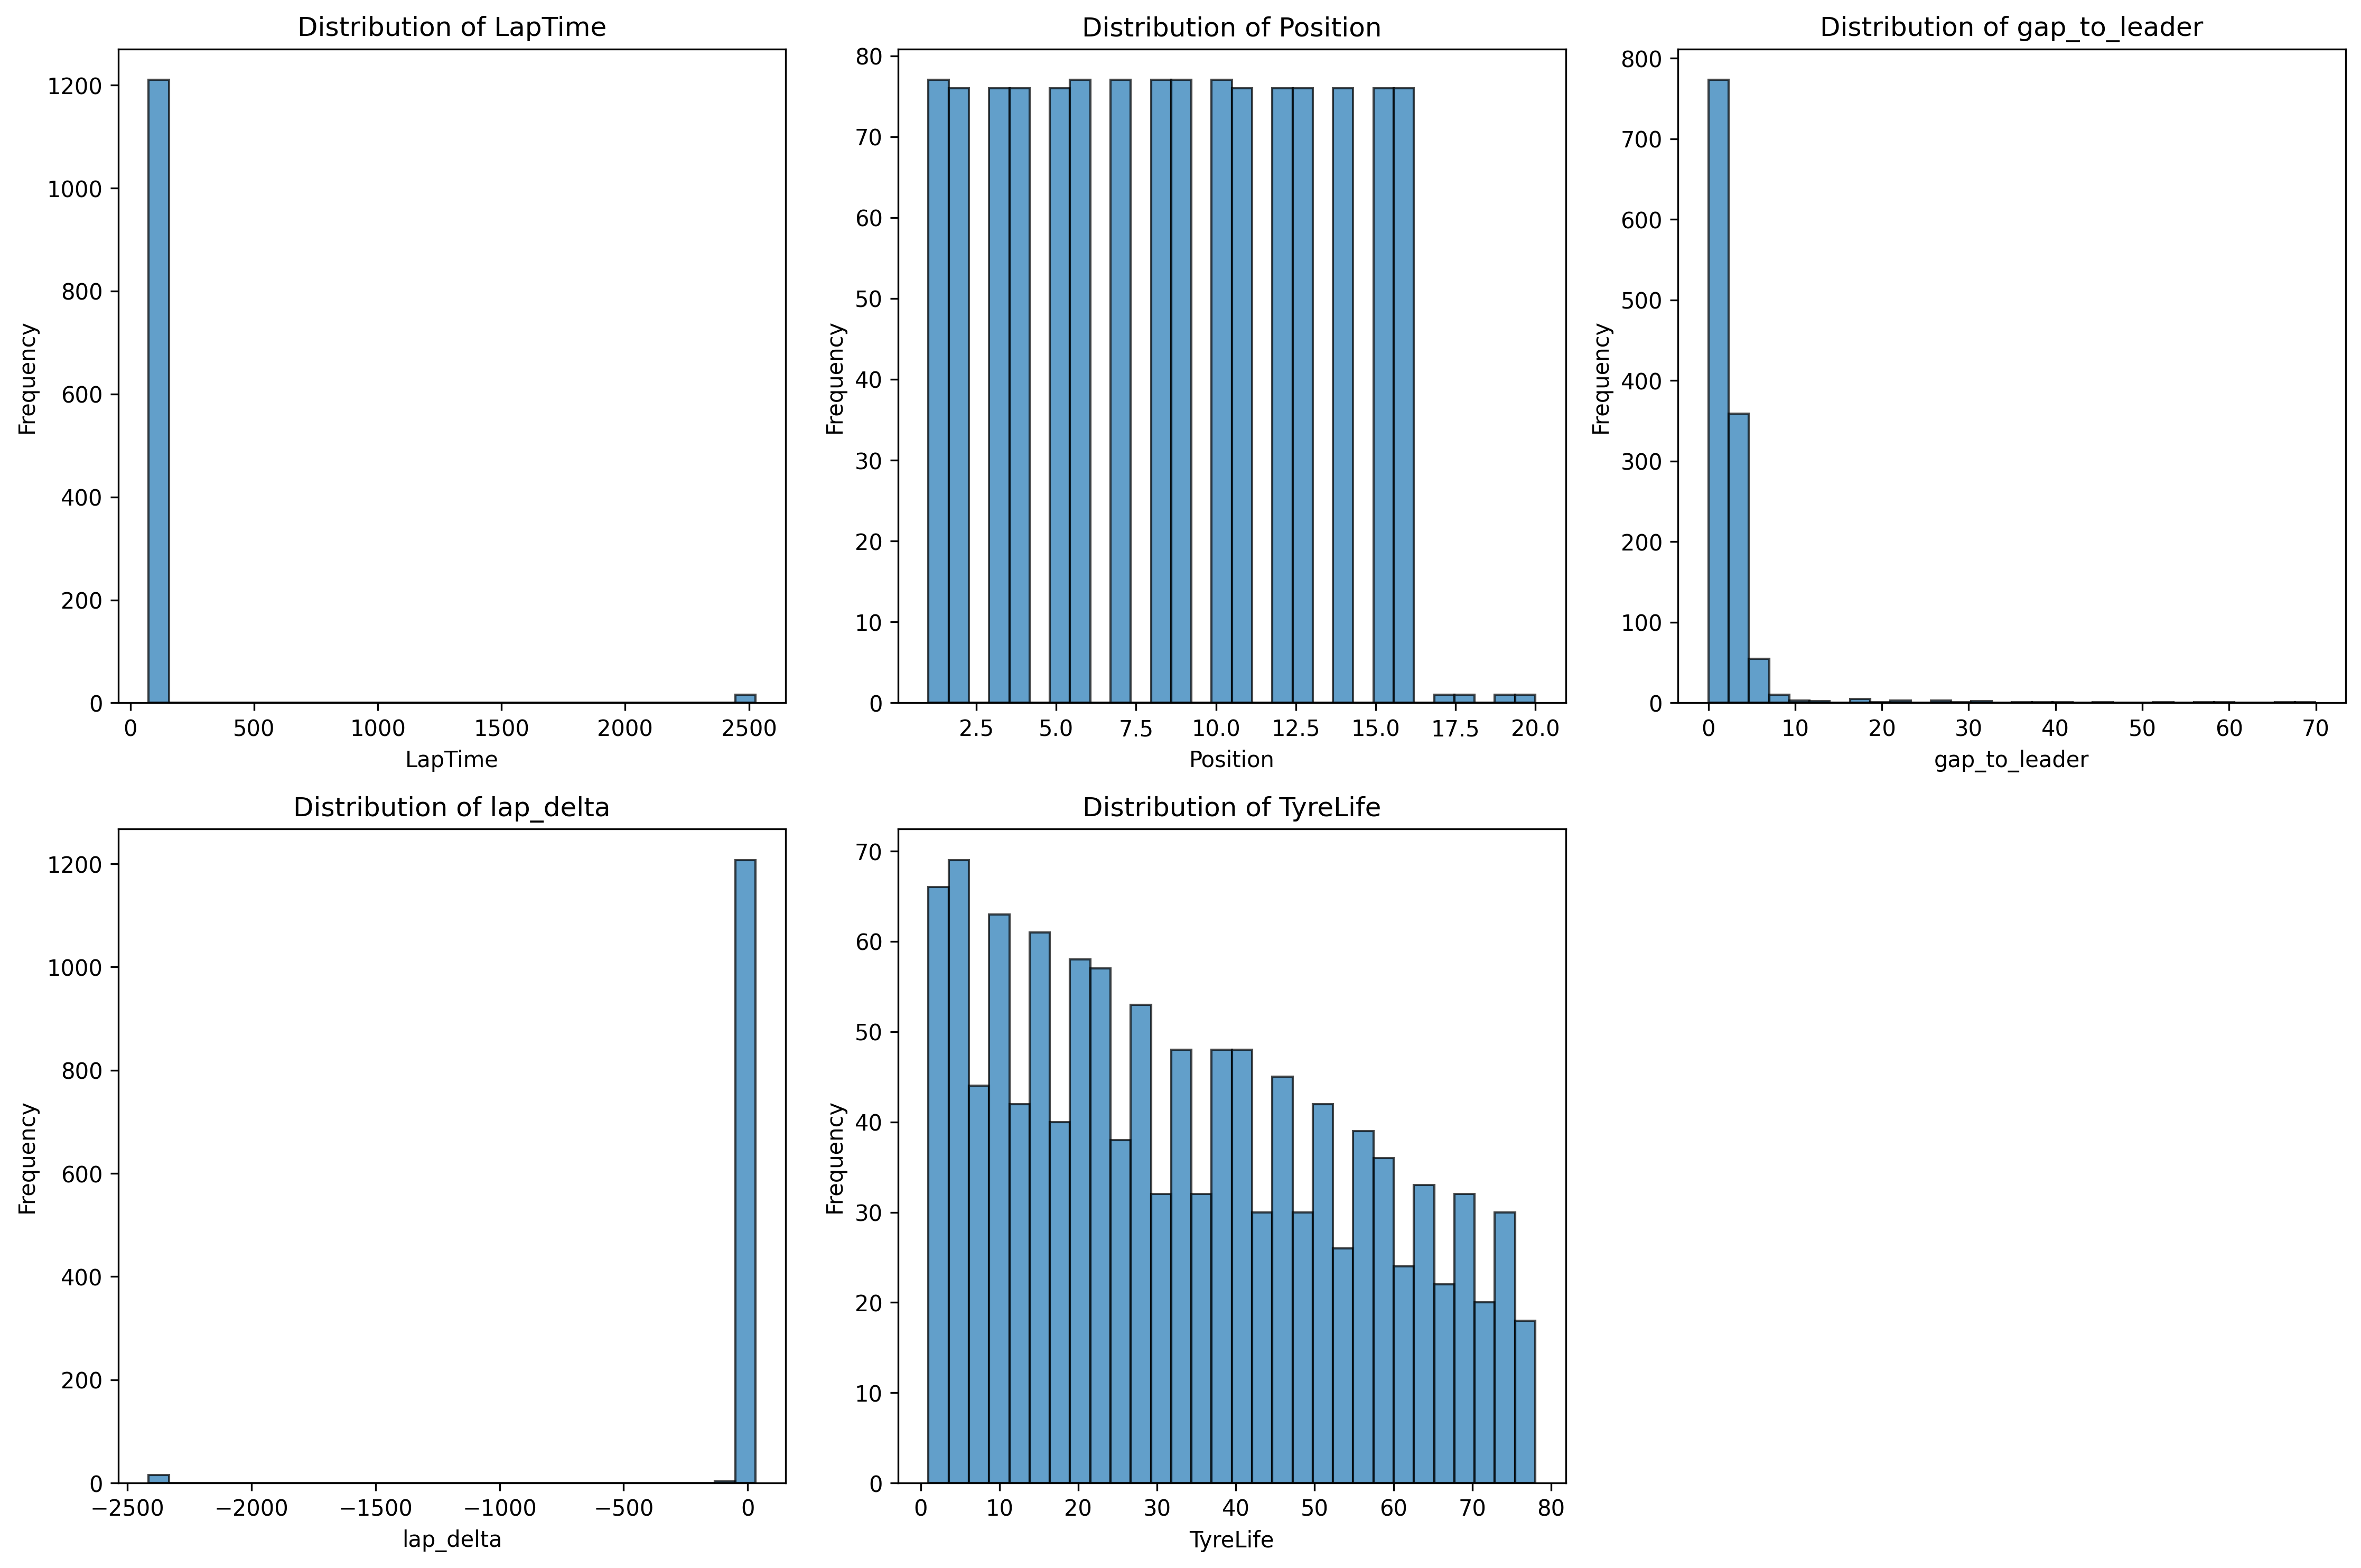 Distribution of LapTime
Frequency
1200
1000
800
600
400
200
0
0 500 1000 1500 2000 2500
LapTime
Distribution of Position
Frequency
80
70
60
50
40
30
20
10
0
2.5 5.0 7.5 10.0 12.5 15.0 17.5 20.0
Position
Distribution of gap_to_leader
Frequency
800
700
600
500
400
300
200
100
0
0 10 20 30 40 50 60 70
gap_to_leader
Distribution of lap_delta
Frequency
1200
1000
800
600
400
200
0
−2500 −2000 −1500 −1000 −500 0
lap_delta
Distribution of TyreLife
Frequency
70
60
50
40
30
20
10
0
0 10 20 30 40 50 60 70 80
TyreLife